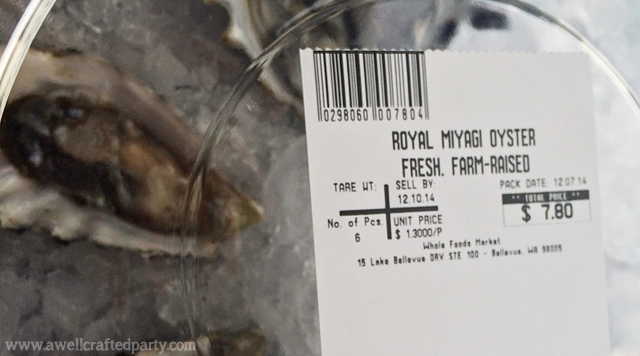 0298060 007804
ROYAL MIYAGI OYSTER
FRESH. FARM-RAISED
TARE WT: SELL BY: PACK DATE: 12.07.14
12.10.14
** TOTAL PRICE **
$ 7.80
No. of Pcs UNIT PRICE
6 $ 1.3000/P
Whole Foods Market
15 Lake Bellevue DRV STE 100 - Bellevue, WA 98005
www.awellcraftedparty.com